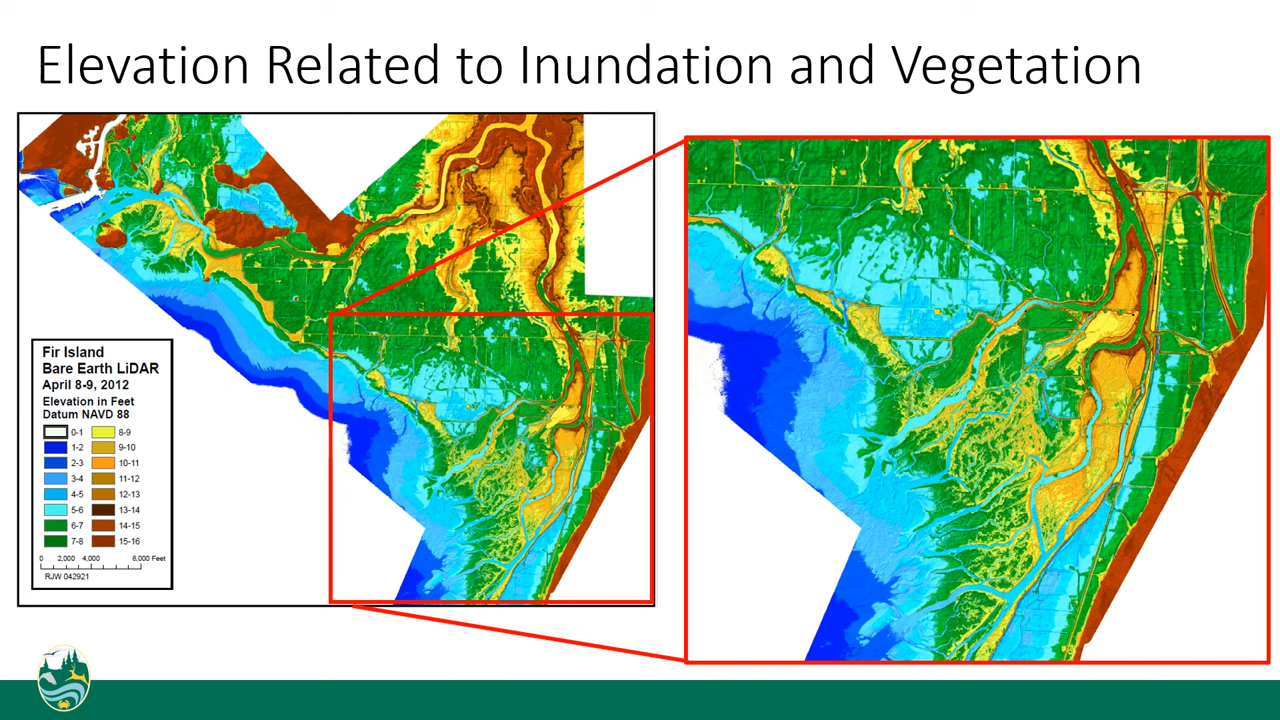 Elevation Related to Inundation and Vegetation
Fir Island
Bare Earth LiDAR
April 8-9, 2012
Elevation in Feet
Datum NAVD 88
0-1 8-9
1-2 9-10
2-3 10-11
3-4 11-12
4-5 12-13
5-6 13-14
6-7 14-15
7-8 15-16
0 2,000 4,000 8,000 Feet
RJW 042921